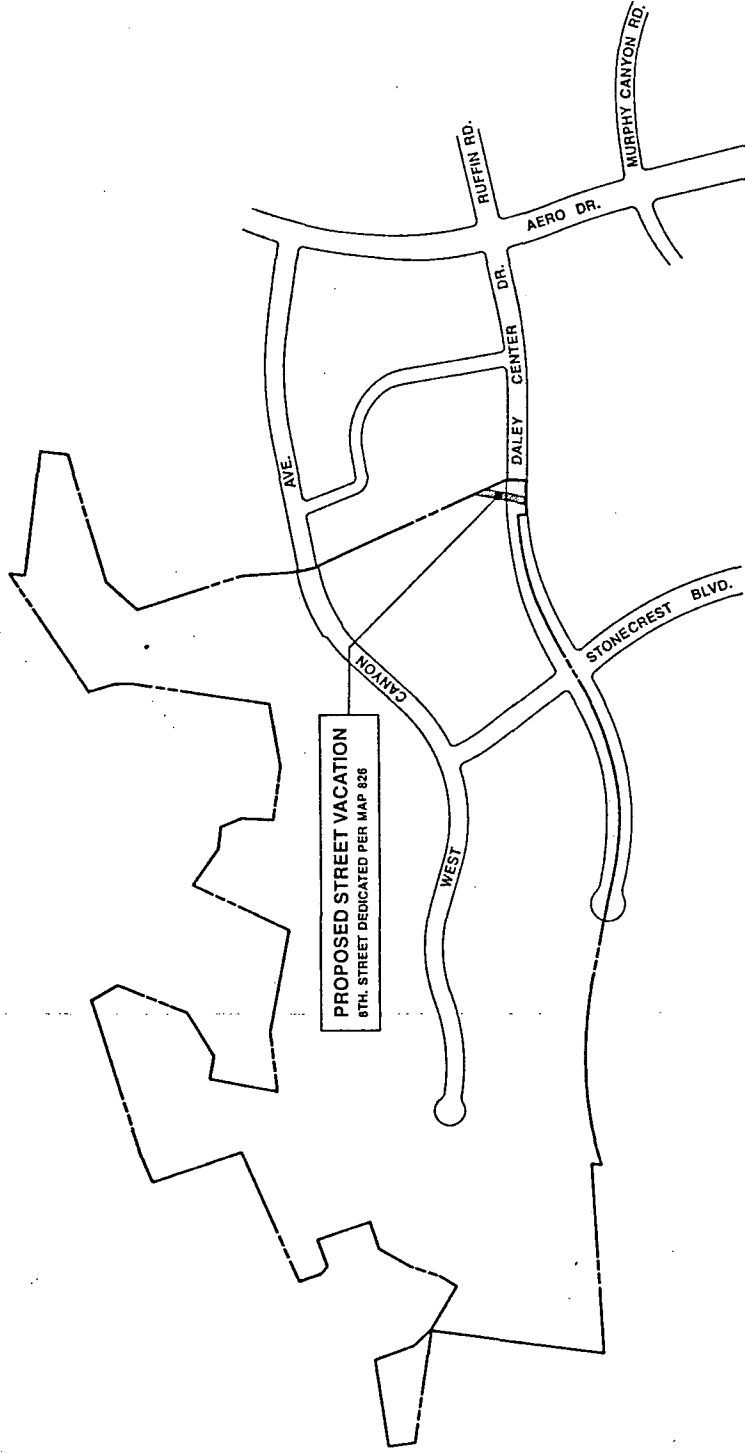 PROPOSED STREET VACATION
8TH. STREET DEDICATED PER MAP 826
WEST
CANYON
AVE.
DALEY CENTER DR.
RUFFIN RD.
AERO DR.
MURPHY CANYON RD.
STONECREST BLVD.